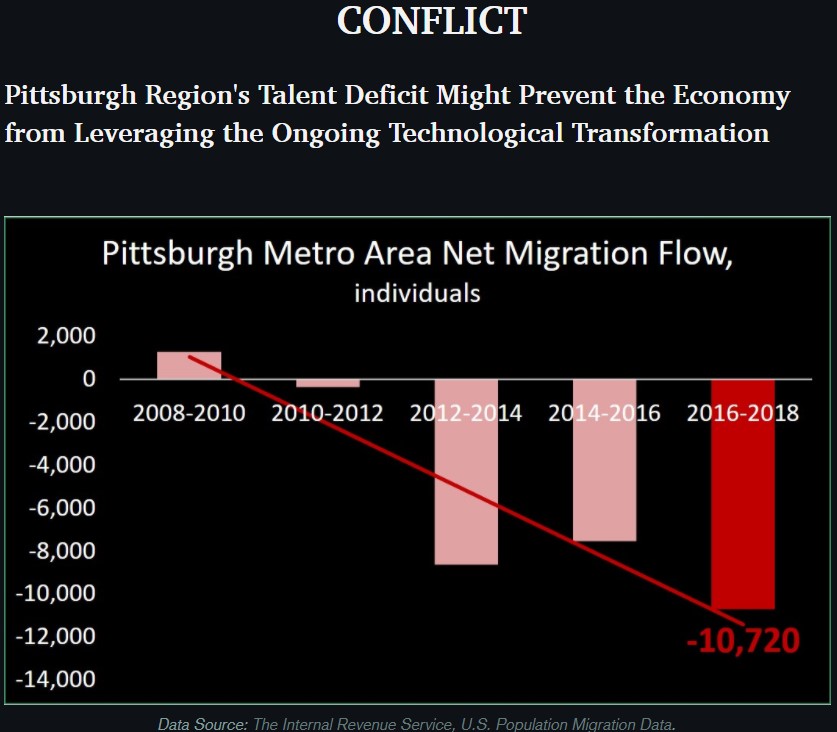 CONFLICT
Pittsburgh Region's Talent Deficit Might Prevent the Economy
from Leveraging the Ongoing Technological Transformation
Pittsburgh Metro Area Net Migration Flow,
individuals
2,000
0
2008-2010 2010-2012 2012-2014 2014-2016 2016-2018
-2,000
-4,000
-6,000
-8,000
-10,000
-12,000
-10,720
-14,000
Data Source: The Internal Revenue Service, U.S. Population Migration Data.